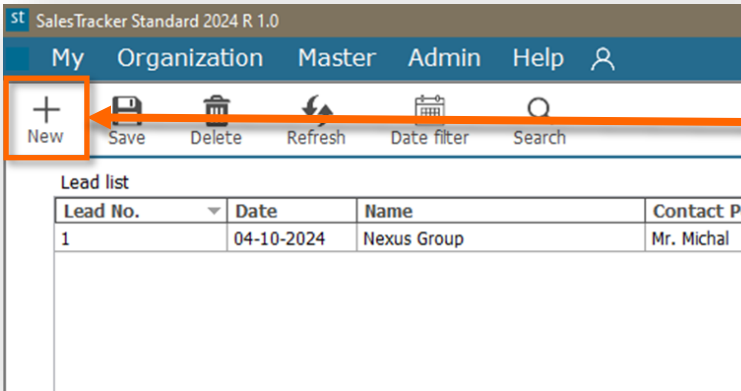 st SalesTracker Standard 2024 R 1.0
My Organization Master Admin Help
New Save Delete Refresh Date filter Search
Lead list
Lead No. Date Name Contact P
1 04-10-2024 Nexus Group Mr. Michal